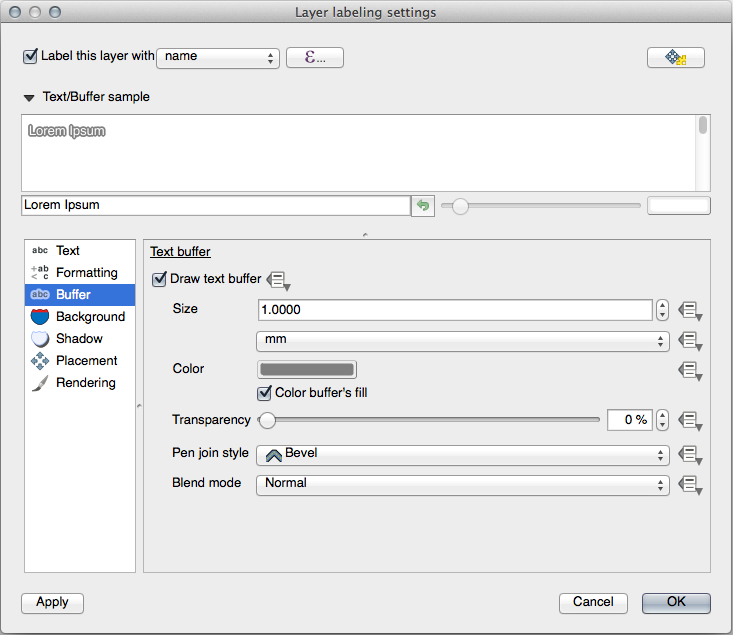 Layer labeling settings
Label this layer with name ε...
Text/Buffer sample
Lorem Ipsum
Lorem Ipsum
abc Text
+ab < c Formatting
abc Buffer
Background
Shadow
Placement
Rendering
Text buffer
Draw text buffer
Size 1.0000
mm
Color
Color buffer's fill
Transparency 0 %
Pen join style Bevel
Blend mode Normal
Apply Cancel OK